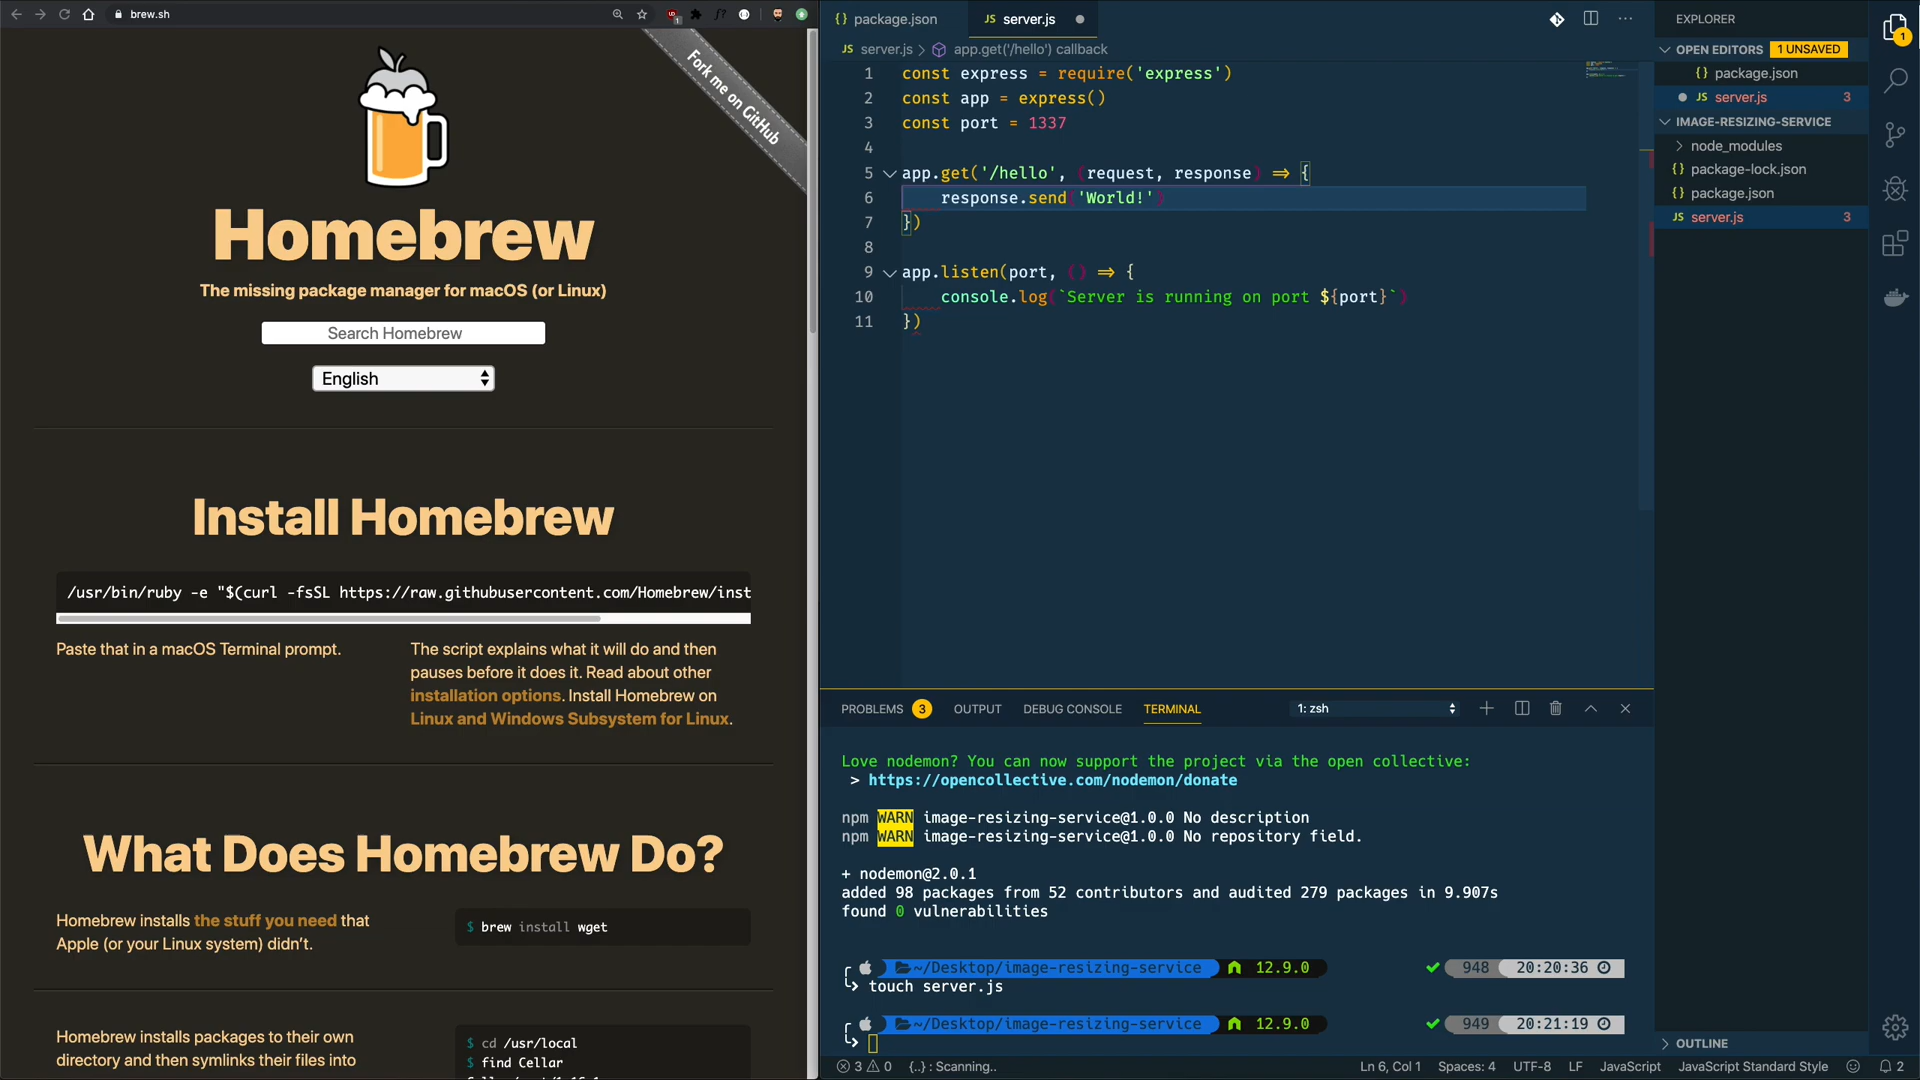 brew.sh
Fork me on GitHub
Homebrew
The missing package manager for macOS (or Linux)
Search Homebrew
English
Install Homebrew
/usr/bin/ruby -e "$(curl -fsSL https://raw.githubusercontent.com/Homebrew/inst
Paste that in a macOS Terminal prompt.
The script explains what it will do and then
pauses before it does it. Read about other
installation options. Install Homebrew on
Linux and Windows Subsystem for Linux.
What Does Homebrew Do?
Homebrew installs the stuff you need that
Apple (or your Linux system) didn't.
$ brew install wget
Homebrew installs packages to their own
directory and then symlinks their files into
$ cd /usr/local
$ find Cellar
{} package.json
JS server.js
JS server.js > app.get('/hello') callback
1 const express = require('express')
2 const app = express()
3 const port = 1337
4
5 app.get('/hello', (request, response) => {
6 response.send('World!')
7 })
8
9 app.listen(port, () => {
10 console.log(`Server is running on port ${port}`)
11 })
PROBLEMS 3 OUTPUT DEBUG CONSOLE TERMINAL 1: zsh
Love nodemon? You can now support the project via the open collective:
> https://opencollective.com/nodemon/donate
npm WARN image-resizing-service@1.0.0 No description
npm WARN image-resizing-service@1.0.0 No repository field.
+ nodemon@2.0.1
added 98 packages from 52 contributors and audited 279 packages in 9.907s
found 0 vulnerabilities
~/Desktop/image-resizing-service 12.9.0 948 20:20:36
touch server.js
~/Desktop/image-resizing-service 12.9.0 949 20:21:19
3 0 {..} : Scanning.. Ln 6, Col 1 Spaces: 4 UTF-8 LF JavaScript JavaScript Standard Style 2
EXPLORER
OPEN EDITORS 1 UNSAVED
{} package.json
JS server.js 3
IMAGE-RESIZING-SERVICE
node_modules
{} package-lock.json
{} package.json
JS server.js 3
OUTLINE
1